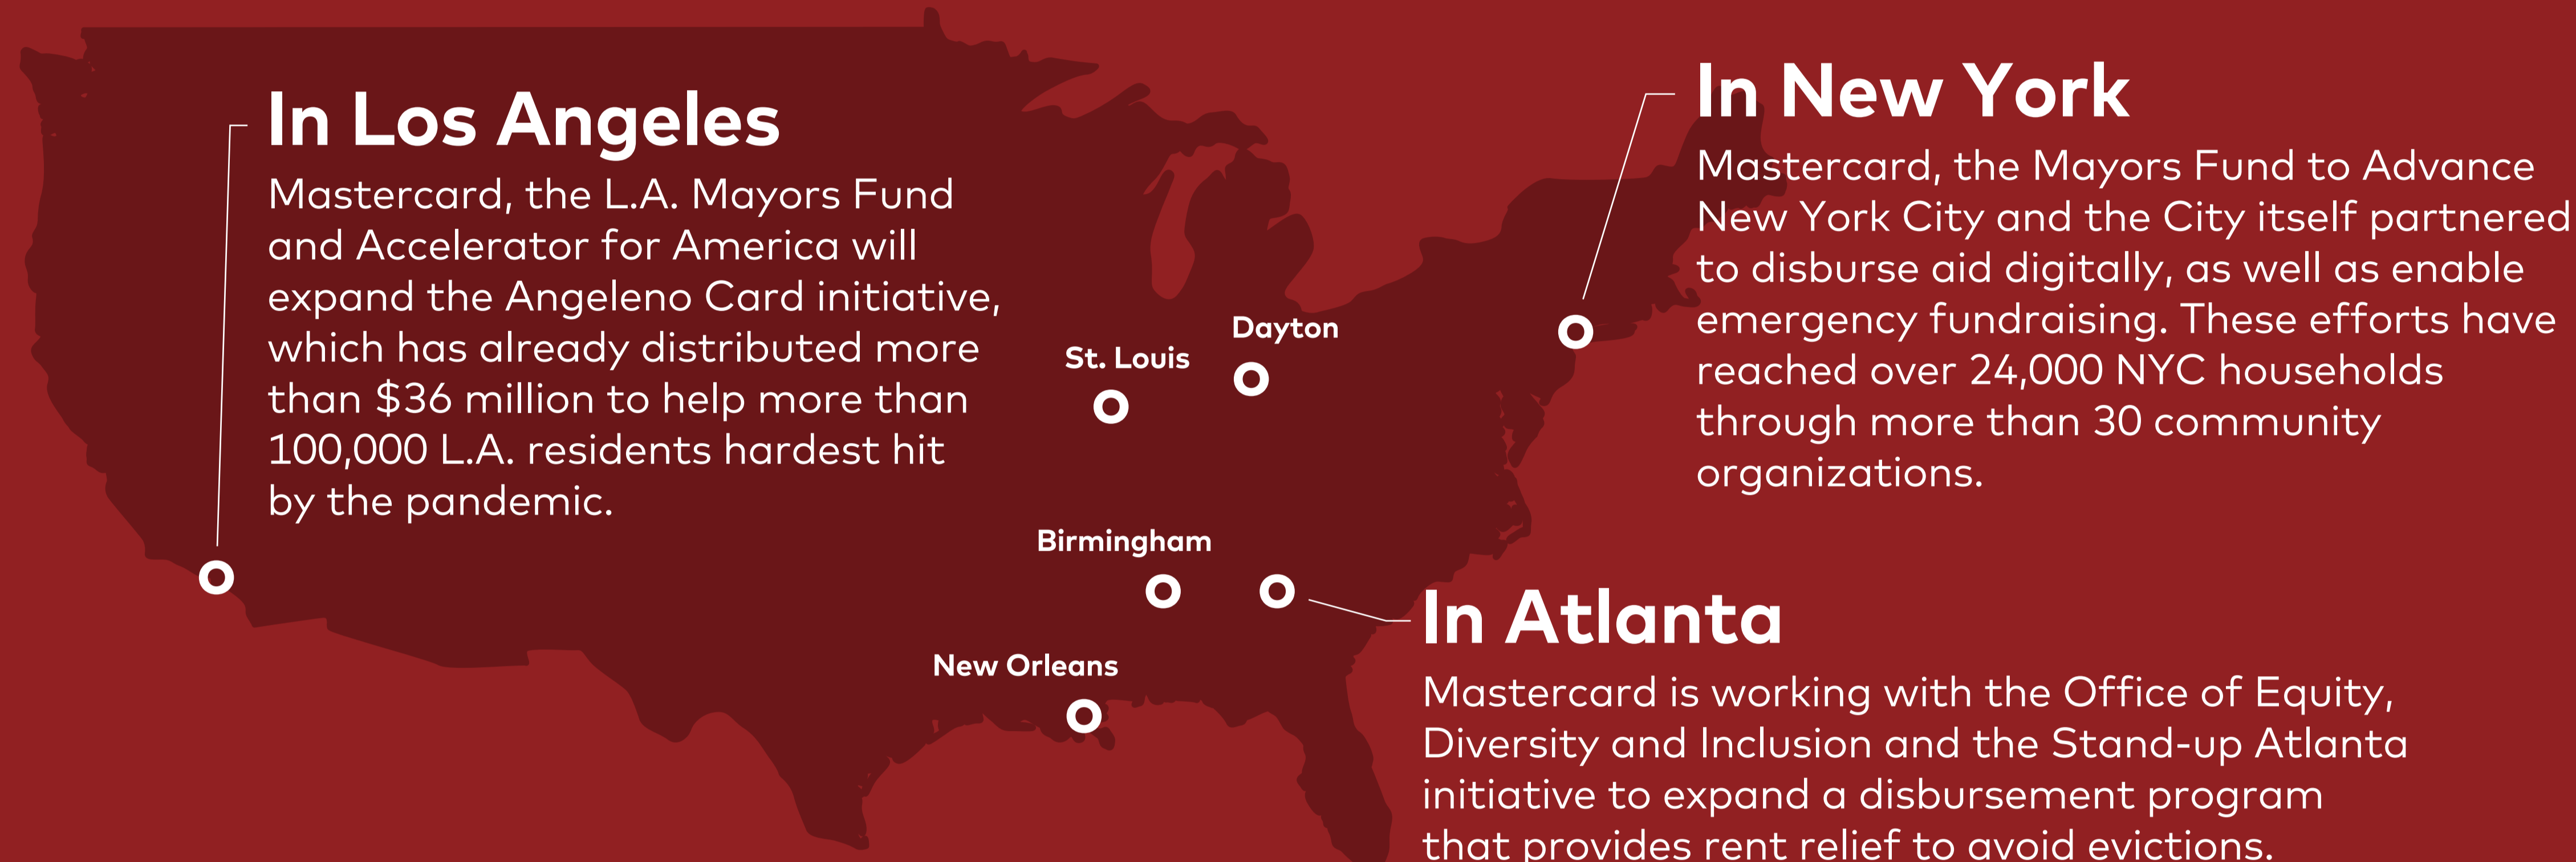 In Los Angeles
Mastercard, the L.A. Mayors Fund
and Accelerator for America will
expand the Angeleno Card initiative,
which has already distributed more
than $36 million to help more than
100,000 L.A. residents hardest hit
by the pandemic.
In New York
Mastercard, the Mayors Fund to Advance
New York City and the City itself partnered
to disburse aid digitally, as well as enable
emergency fundraising. These efforts have
reached over 24,000 NYC households
through more than 30 community
organizations.
Dayton
St. Louis
Birmingham
New Orleans
In Atlanta
Mastercard is working with the Office of Equity,
Diversity and Inclusion and the Stand-up Atlanta
initiative to expand a disbursement program
that provides rent relief to avoid evictions.